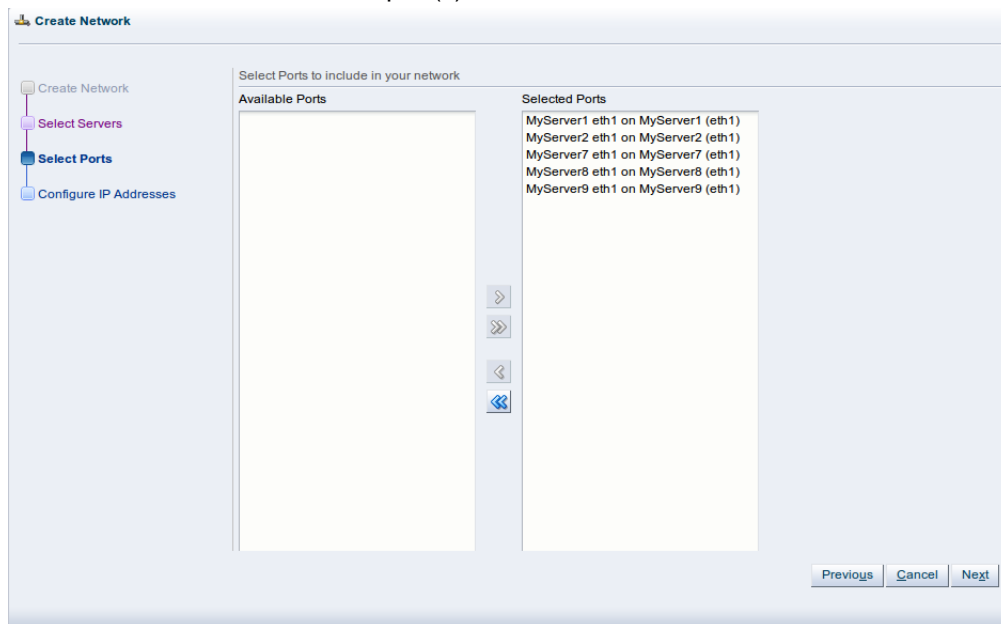 Create Network
Create Network
Select Servers
Select Ports
Configure IP Addresses
Select Ports to include in your network
Available Ports
Selected Ports
MyServer1 eth1 on MyServer1 (eth1)
MyServer2 eth1 on MyServer2 (eth1)
MyServer7 eth1 on MyServer7 (eth1)
MyServer8 eth1 on MyServer8 (eth1)
MyServer9 eth1 on MyServer9 (eth1)
Previous
Cancel
Next